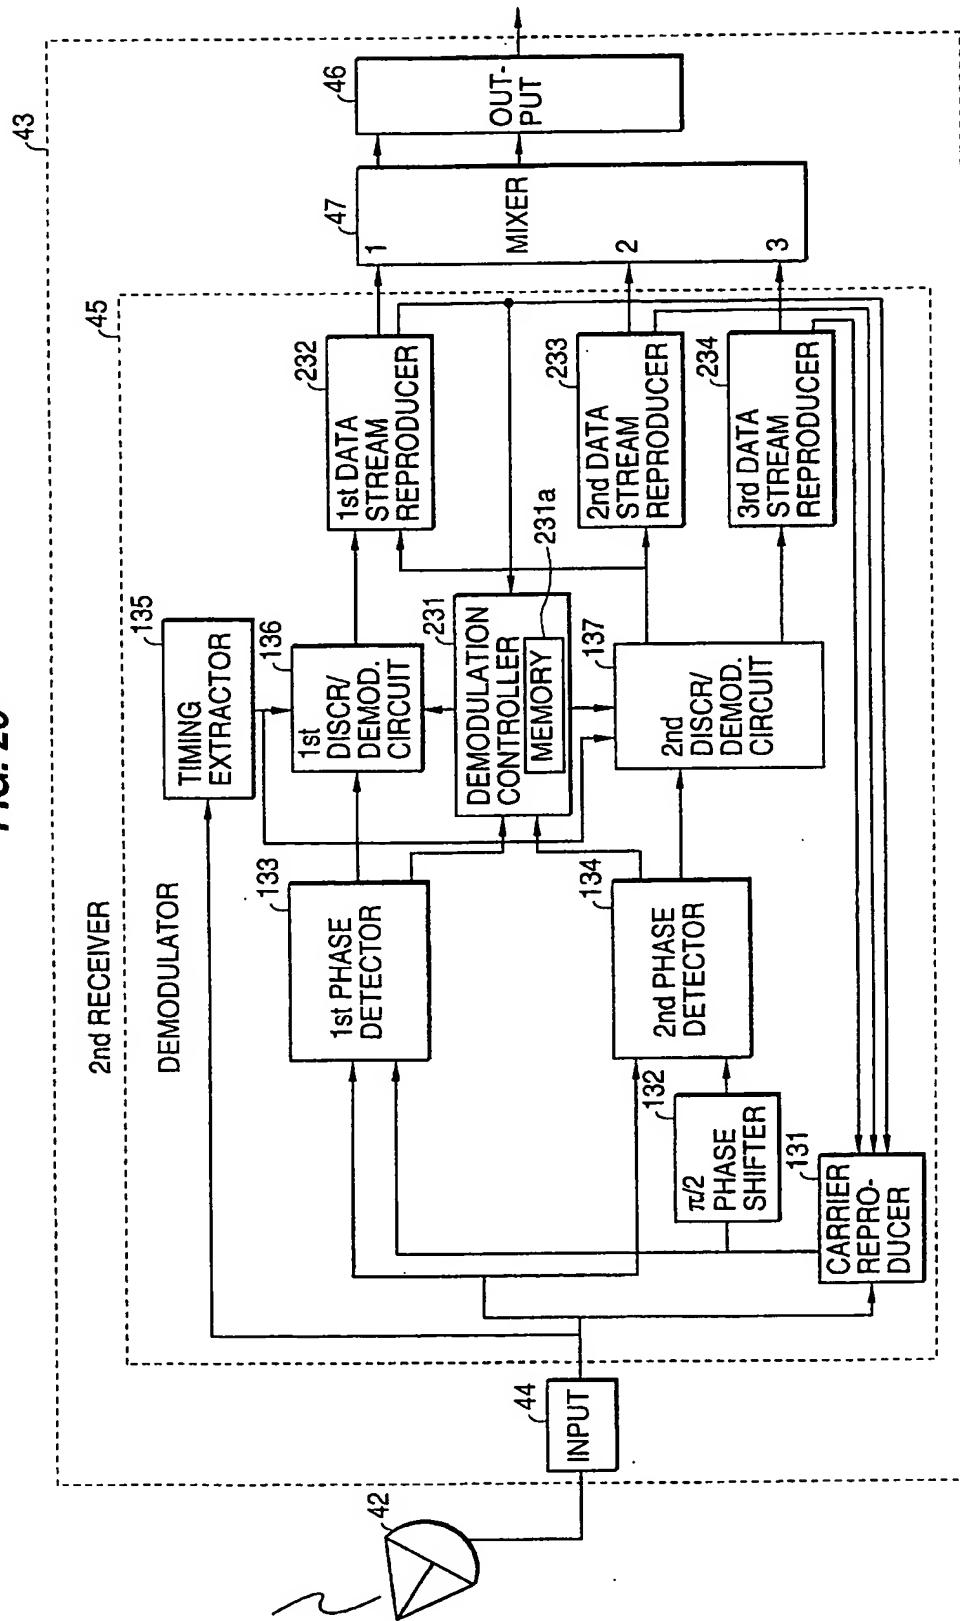 FIG.
43
2nd RECEIVER
45
DEMODULATOR
135
TIMING
EXTRACTOR
133
1st PHASE
DETECTOR
136
1st
DISCR/
DEMOD.
CIRCUIT
232
1st DATA
STREAM
REPRODUCER
47
1
MIXER
2
3
46
OUT-
PUT
42
44
INPUT
231
DEMODULATION
CONTROLLER
MEMORY
231a
134
2nd PHASE
DETECTOR
137
2nd
DISCR/
DEMOD.
CIRCUIT
233
2nd DATA
STREAM
REPRODUCER
132
π/2
PHASE
SHIFTER
234
3rd DATA
STREAM
REPRODUCER
131
CARRIER
REPRO-
DUCER